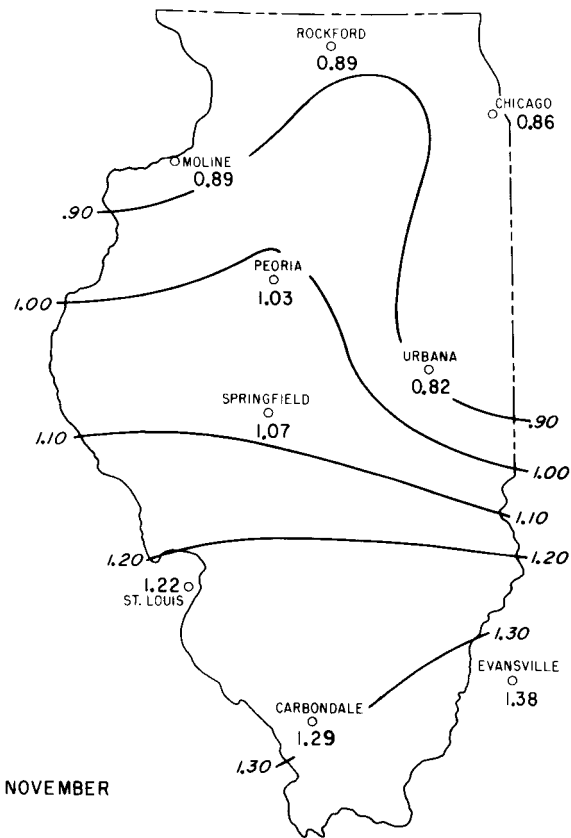 ROCKFORD
0.89
CHICAGO
0.86
MOLINE
0.89
.90
PEORIA
1.03
1.00
URBANA
0.82
SPRINGFIELD
1.07
.90
1.10
1.00
1.10
1.20
1.20
1.22
ST. LOUIS
1.30
EVANSVILLE
1.38
CARBONDALE
1.29
1.30
NOVEMBER